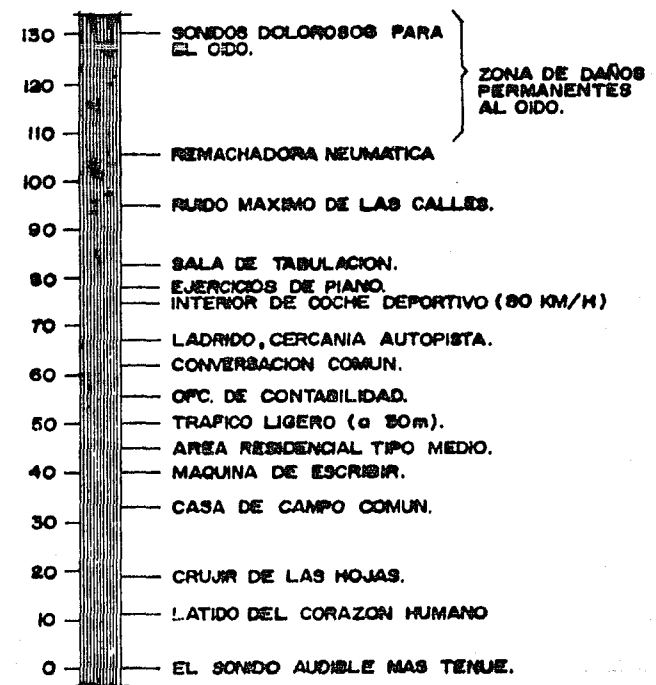 130
SONIDOS DOLOROSOS PARA
EL OIDO.
120
ZONA DE DAÑOS
PERMANENTES
AL OIDO.
110
REMACHADORA NEUMATICA
100
RUIDO MAXIMO DE LAS CALLES.
90
SALA DE TABULACION.
80
EJERCICIOS DE PIANO.
INTERIOR DE COCHE DEPORTIVO (80 KM/H)
70
LADRIDO, CERCANIA AUTOPISTA.
CONVERSACION COMUN.
60
OFC. DE CONTABILIDAD.
50
TRAFICO LIGERO (a 50m).
AREA RESIDENCIAL TIPO MEDIO.
40
MAQUINA DE ESCRIBIR.
CASA DE CAMPO COMUN.
30
20
CRUJIR DE LAS HOJAS.
10
LATIDO DEL CORAZON HUMANO
0
EL SONIDO AUDIBLE MAS TENUE.